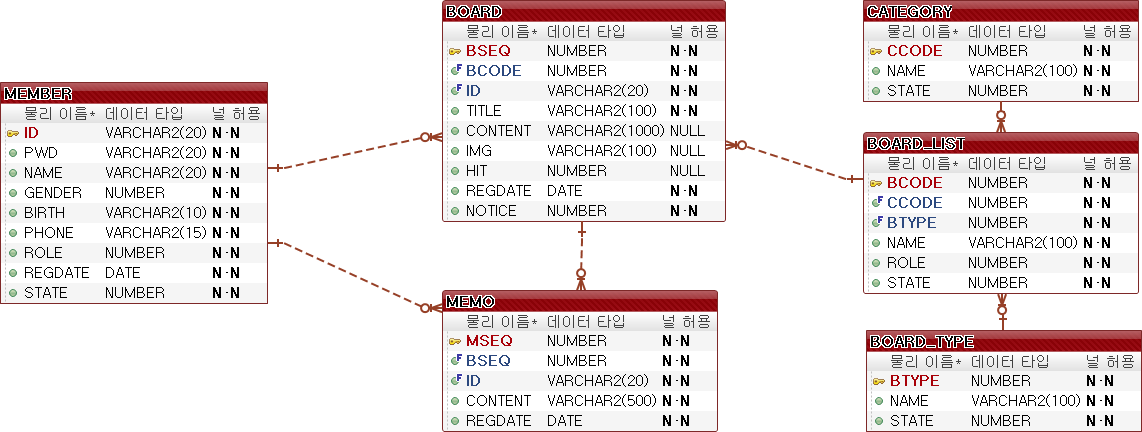 MEMBER
물리 이름* 데이터 타입 널 허용
ID VARCHAR2(20) N-N
PWD VARCHAR2(20) N-N
NAME VARCHAR2(20) N-N
GENDER NUMBER N-N
BIRTH VARCHAR2(10) N-N
PHONE VARCHAR2(15) N-N
ROLE NUMBER N-N
REGDATE DATE N-N
STATE NUMBER N-N
BOARD
물리 이름* 데이터 타입 널 허용
BSEQ NUMBER N-N
F BCODE NUMBER N-N
F ID VARCHAR2(20) N-N
TITLE VARCHAR2(100) N-N
CONTENT VARCHAR2(1000) NULL
IMG VARCHAR2(100) NULL
HIT NUMBER NULL
REGDATE DATE N-N
NOTICE NUMBER N-N
MEMO
물리 이름* 데이터 타입 널 허용
MSEQ NUMBER N-N
F BSEQ NUMBER N-N
F ID VARCHAR2(20) N-N
CONTENT VARCHAR2(500) N-N
REGDATE DATE N-N
CATEGORY
물리 이름* 데이터 타입 널 허용
CCODE NUMBER N-N
NAME VARCHAR2(100) N-N
STATE NUMBER N-N
BOARD_LIST
물리 이름* 데이터 타입 널 허용
BCODE NUMBER N-N
F CCODE NUMBER N-N
F BTYPE NUMBER N-N
NAME VARCHAR2(100) N-N
ROLE NUMBER N-N
STATE NUMBER N-N
BOARD_TYPE
물리 이름* 데이터 타입 널 허용
BTYPE NUMBER N-N
NAME VARCHAR2(100) N-N
STATE NUMBER N-N